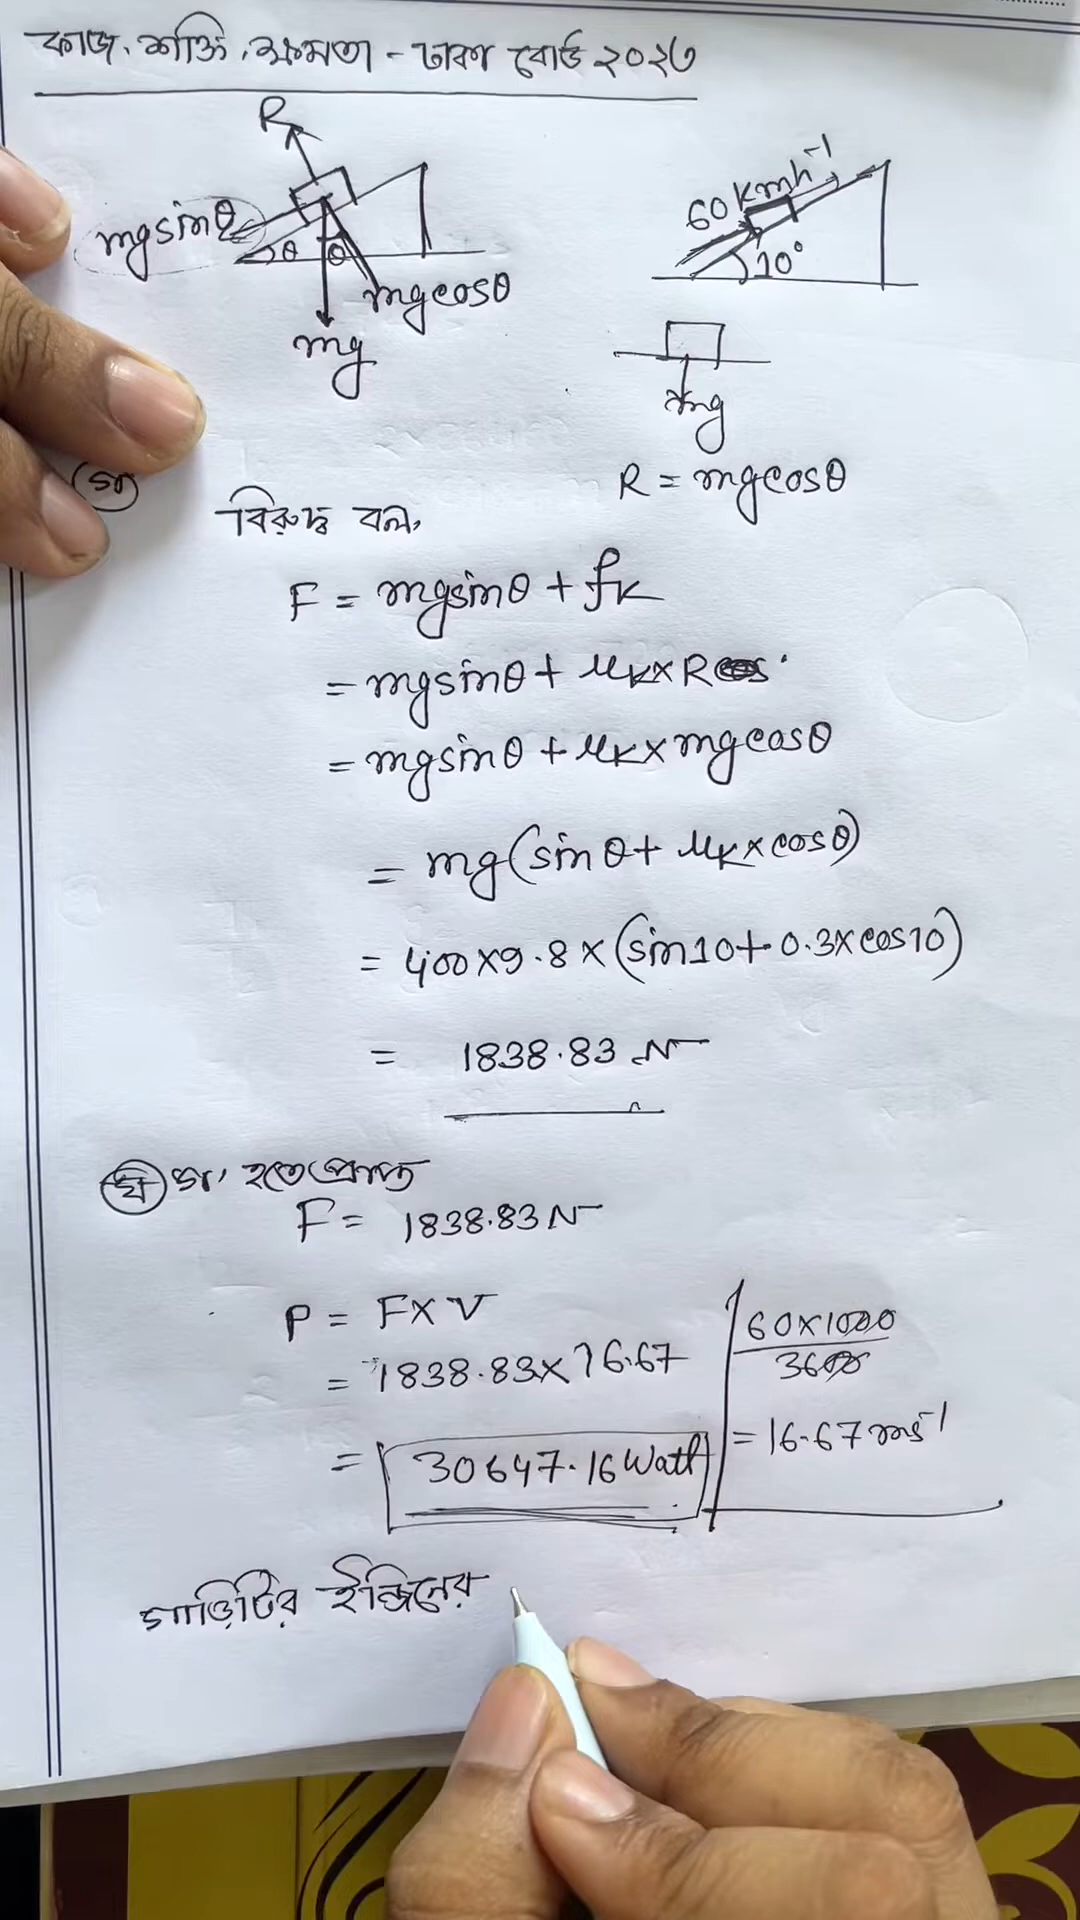 কাজ, শক্তি, ক্ষমতা - ঢাকা বোর্ড ২০২৩
R
mgsinθ
θ
θ
mgcosθ
mg
60 kmh⁻¹
10°
mg
R = mgcosθ
গ
বিরুদ্ধ বল,
F = mgsinθ + fk
= mgsinθ + μk × R
= mgsinθ + μk × mgcosθ
= mg(sinθ + μk × cosθ)
= 400×9.8×(sin10+0.3×cos10)
= 1838.83 N
ঘ গ, হতে প্রাপ্ত
F = 1838.83 N
P = F×V
= 1838.83×16.67
= 30647.16 Watt
60×1000
3600
= 16.67 ms⁻¹
গাড়িটির ইঞ্জিনের